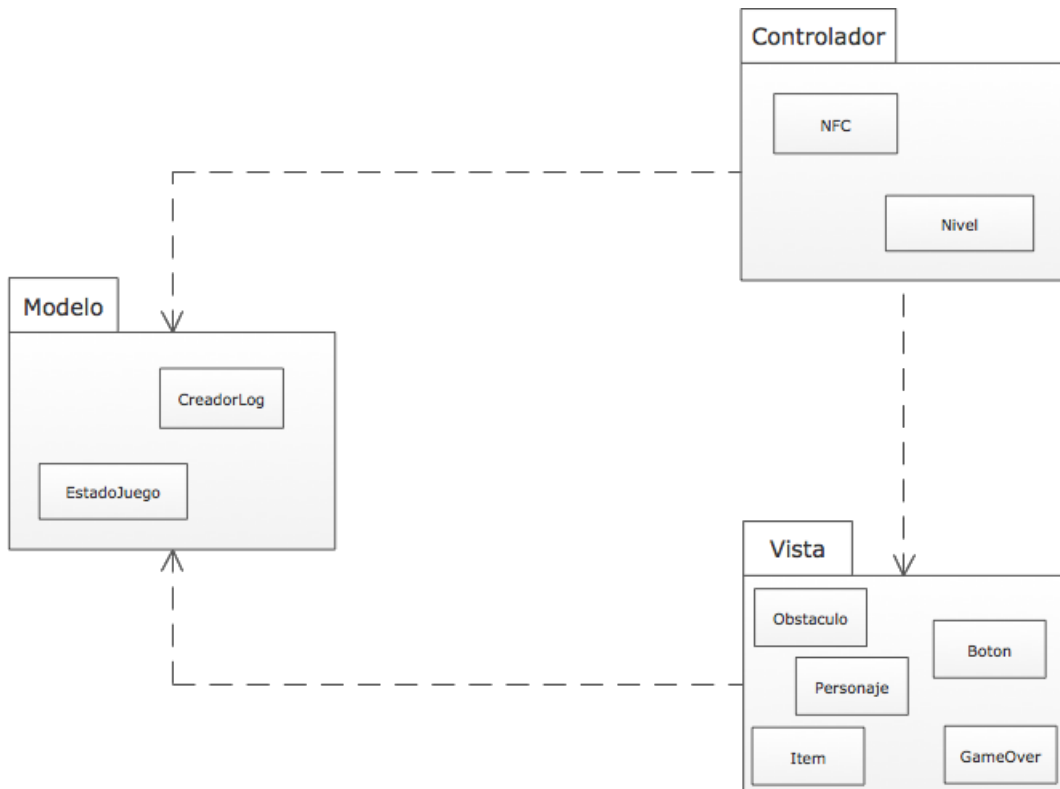 Controlador
NFC
Nivel
Modelo
CreadorLog
EstadoJuego
Vista
Obstaculo
Boton
Personaje
Item
GameOver